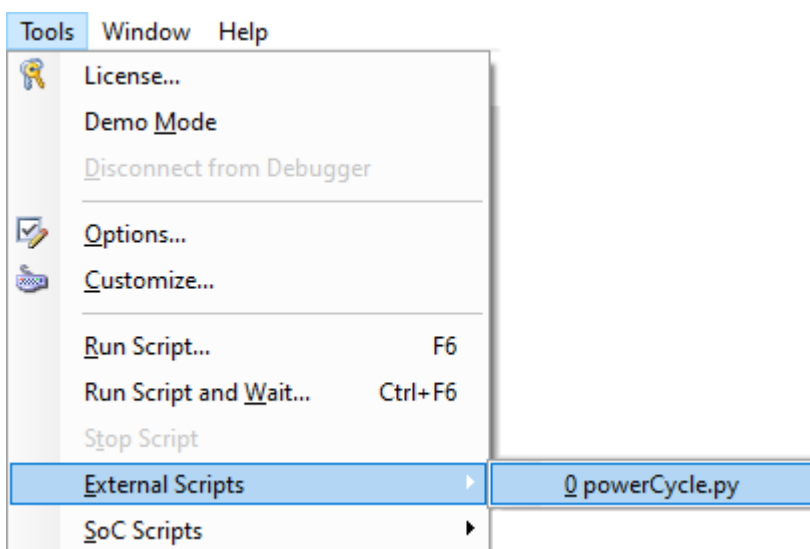 Tools Window Help
License...
Demo Mode
Disconnect from Debugger
Options...
Customize...
Run Script... F6
Run Script and Wait... Ctrl+F6
Stop Script
External Scripts 0 powerCycle.py
SoC Scripts